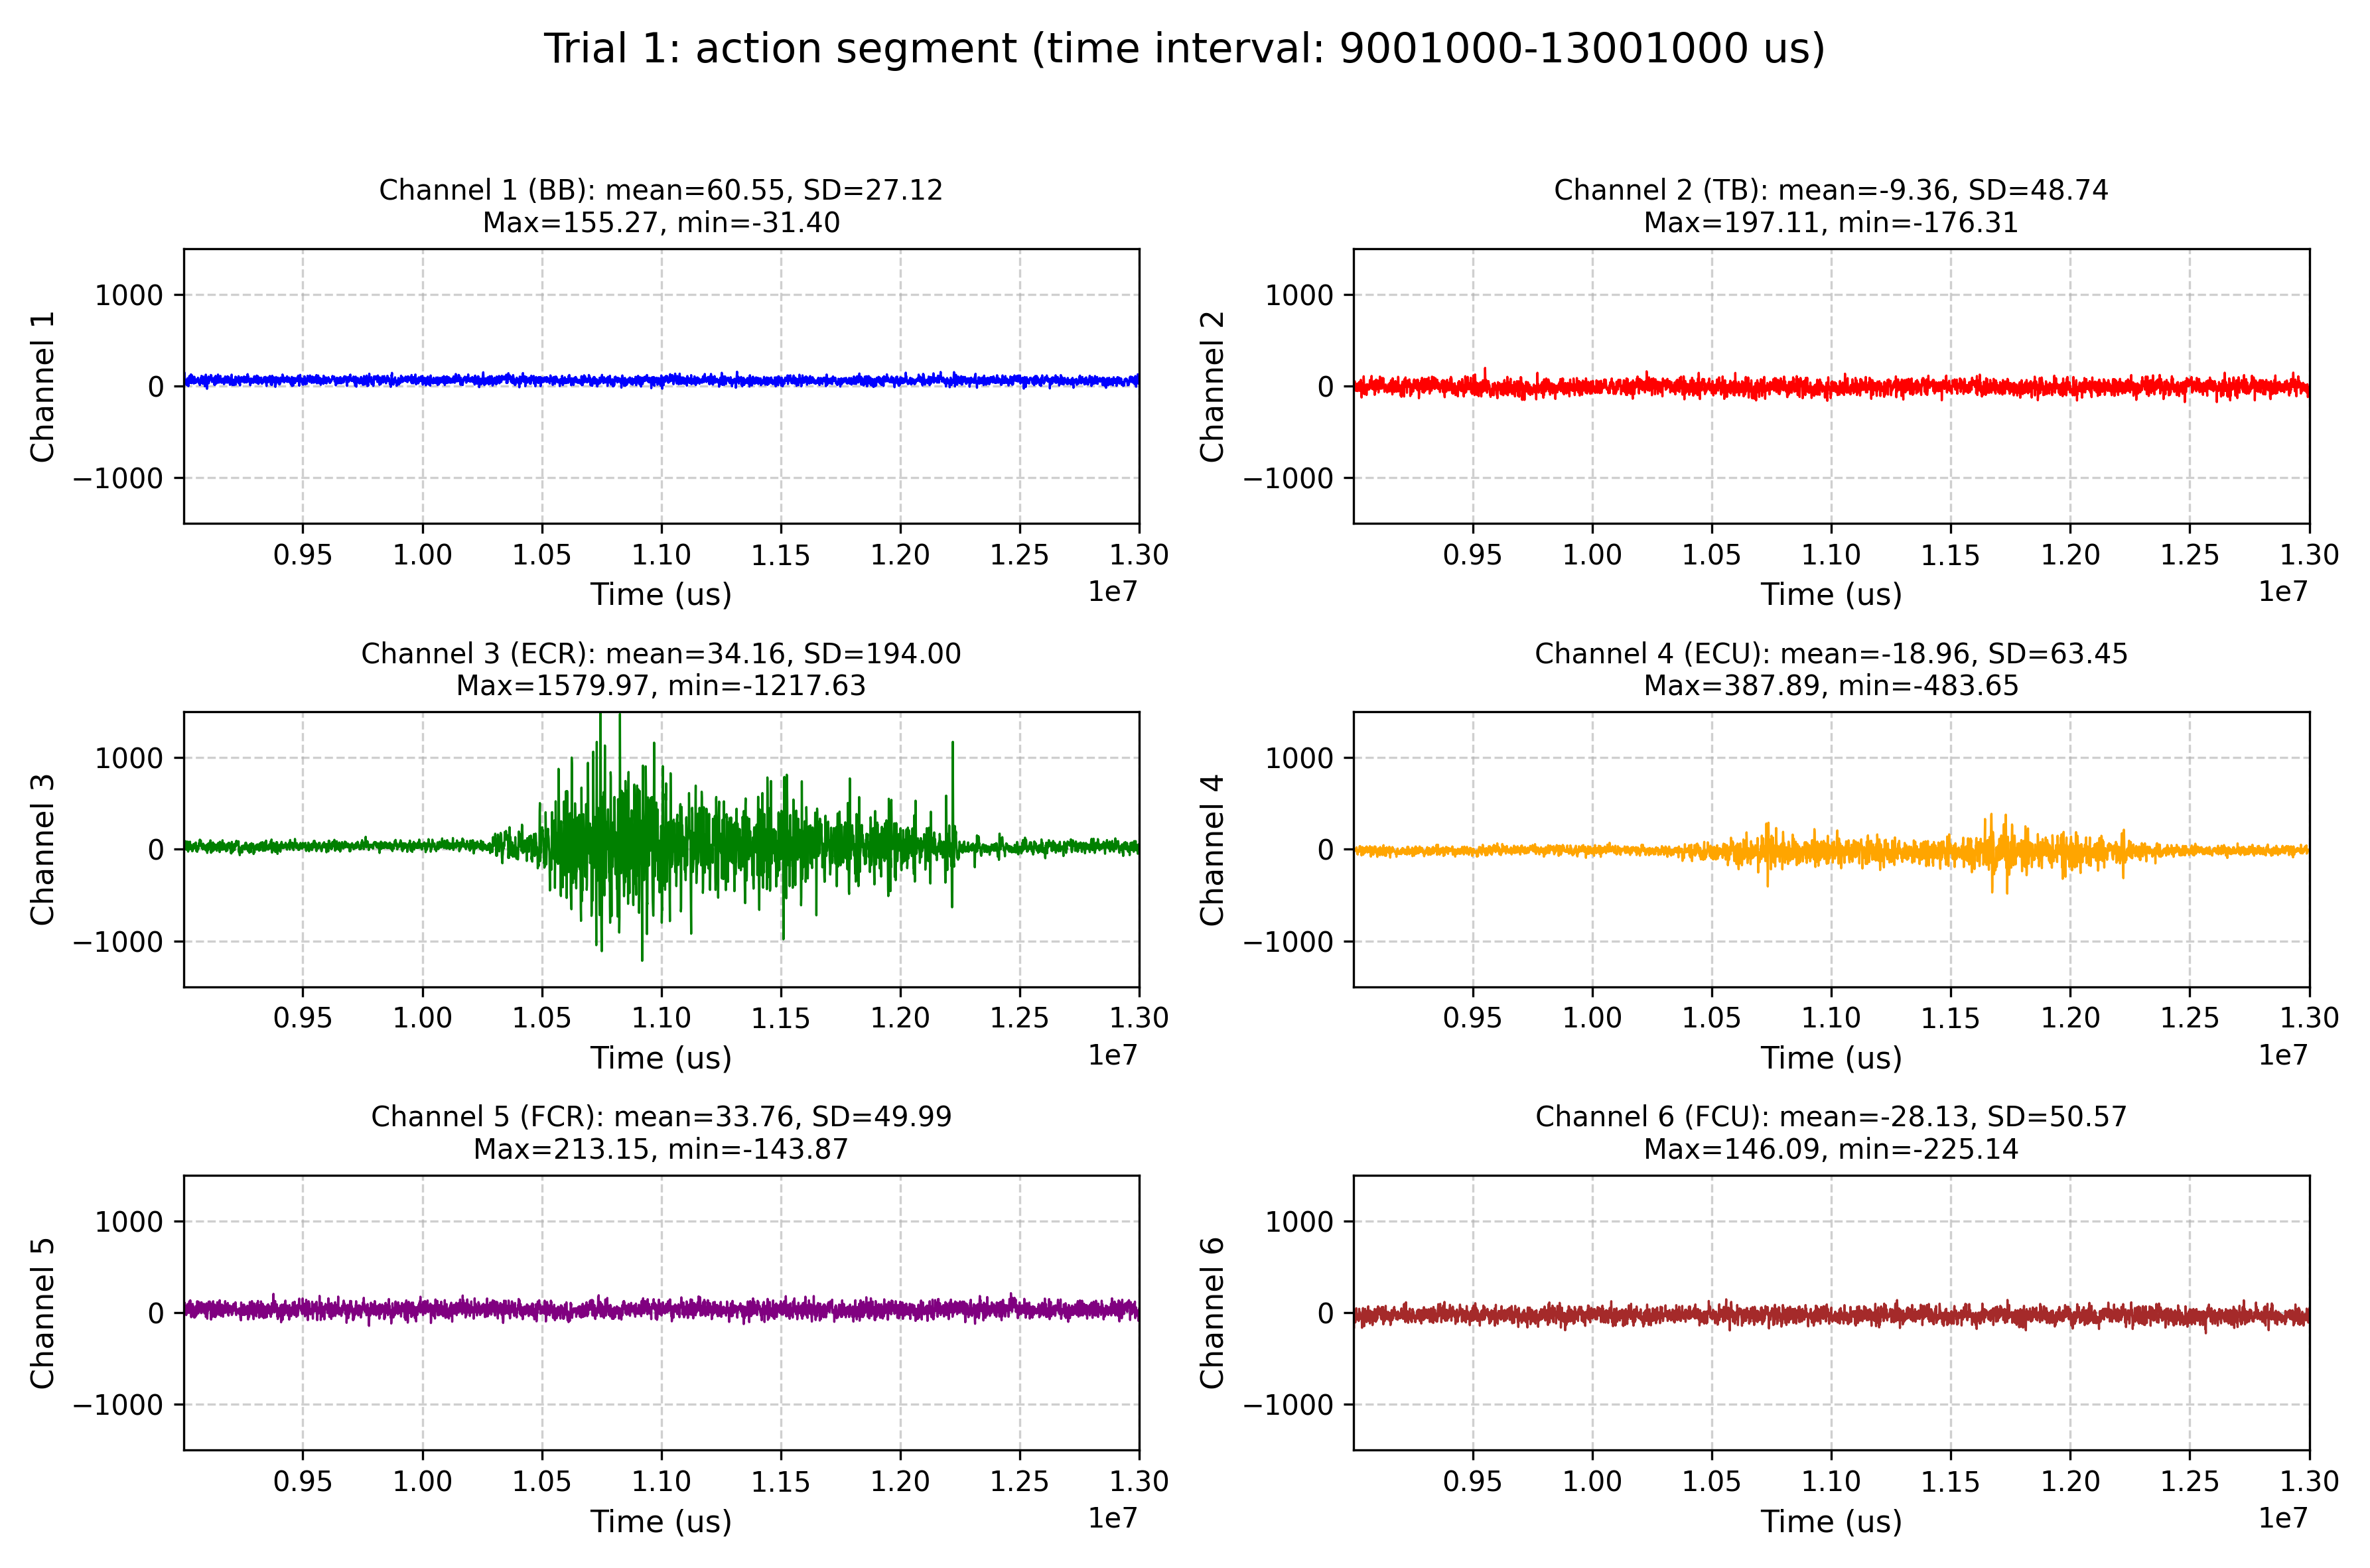 Trial 1: action segment (time interval: 9001000-13001000 us)
Channel 1 (BB): mean=60.55, SD=27.12
Max=155.27, min=-31.40
1000
0
−1000
Channel 1
0.95 1.00 1.05 1.10 1.15 1.20 1.25 1.30
Time (us)
1e7
Channel 2 (TB): mean=-9.36, SD=48.74
Max=197.11, min=-176.31
1000
0
−1000
Channel 2
0.95 1.00 1.05 1.10 1.15 1.20 1.25 1.30
Time (us)
1e7
Channel 3 (ECR): mean=34.16, SD=194.00
Max=1579.97, min=-1217.63
1000
0
−1000
Channel 3
0.95 1.00 1.05 1.10 1.15 1.20 1.25 1.30
Time (us)
1e7
Channel 4 (ECU): mean=-18.96, SD=63.45
Max=387.89, min=-483.65
1000
0
−1000
Channel 4
0.95 1.00 1.05 1.10 1.15 1.20 1.25 1.30
Time (us)
1e7
Channel 5 (FCR): mean=33.76, SD=49.99
Max=213.15, min=-143.87
1000
0
−1000
Channel 5
0.95 1.00 1.05 1.10 1.15 1.20 1.25 1.30
Time (us)
1e7
Channel 6 (FCU): mean=-28.13, SD=50.57
Max=146.09, min=-225.14
1000
0
−1000
Channel 6
0.95 1.00 1.05 1.10 1.15 1.20 1.25 1.30
Time (us)
1e7